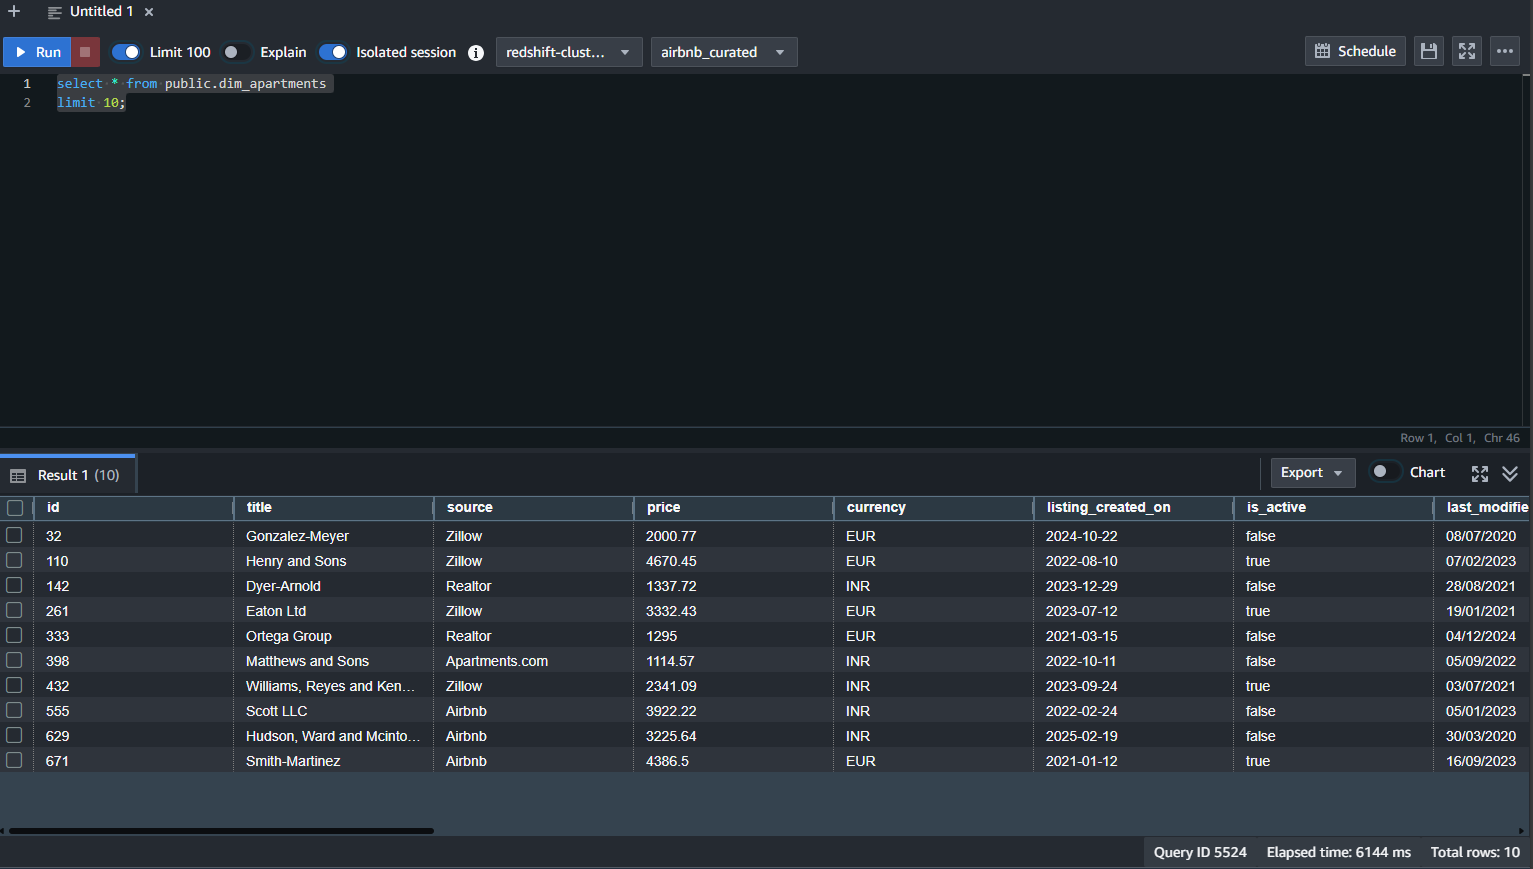 Untitled 1
Run Limit 100 Explain Isolated session redshift-clust... airbnb_curated Schedule
1 select * from public.dim_apartments
2 limit 10;
Row 1, Col 1, Chr 46
Result 1 (10) Export Chart
id title source price currency listing_created_on is_active last_modifie
32 Gonzalez-Meyer Zillow 2000.77 EUR 2024-10-22 false 08/07/2020
110 Henry and Sons Zillow 4670.45 EUR 2022-08-10 true 07/02/2023
142 Dyer-Arnold Realtor 1337.72 INR 2023-12-29 false 28/08/2021
261 Eaton Ltd Zillow 3332.43 EUR 2023-07-12 true 19/01/2021
333 Ortega Group Realtor 1295 EUR 2021-03-15 false 04/12/2024
398 Matthews and Sons Apartments.com 1114.57 INR 2022-10-11 false 05/09/2022
432 Williams, Reyes and Ken... Zillow 2341.09 INR 2023-09-24 true 03/07/2021
555 Scott LLC Airbnb 3922.22 INR 2022-02-24 false 05/01/2023
629 Hudson, Ward and Mcinto... Airbnb 3225.64 INR 2025-02-19 false 30/03/2020
671 Smith-Martinez Airbnb 4386.5 EUR 2021-01-12 true 16/09/2023
Query ID 5524 Elapsed time: 6144 ms Total rows: 10